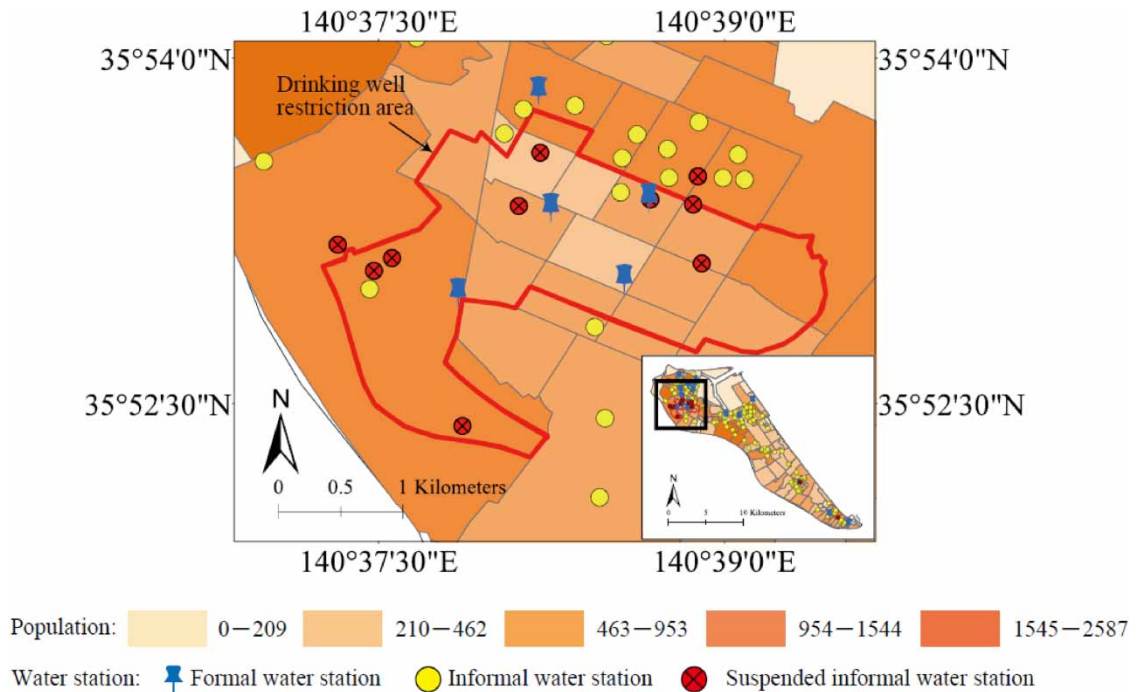 140°37'30"E 140°39'0"E
35°54'0"N 35°54'0"N
Drinking well
restriction area
35°52'30"N 35°52'30"N
N
0 0.5 1 Kilometers
N
0 5 10 Kilometers
140°37'30"E 140°39'0"E
Population: 0−209 210−462 463−953 954−1544 1545−2587
Water station: Formal water station Informal water station Suspended informal water station